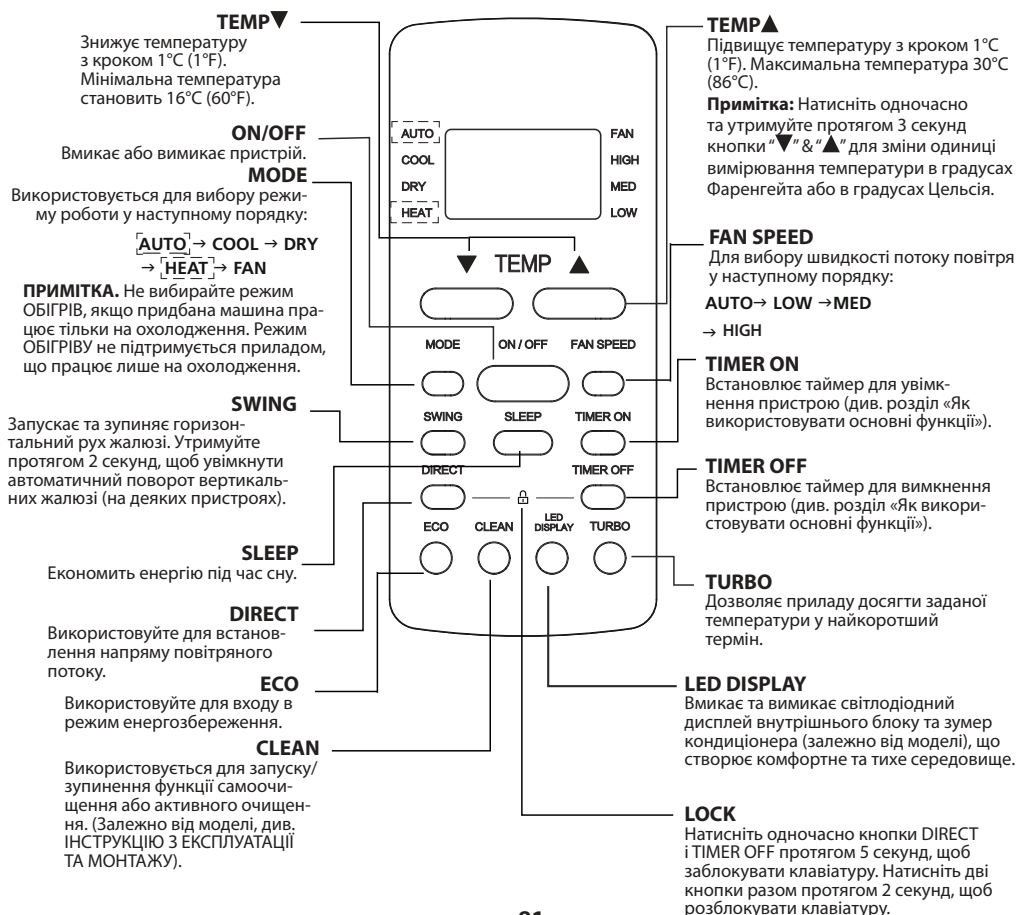 TEMP▼
Знижує температуру
з кроком 1°C (1°F).
Мінімальна температура
становить 16°C (60°F).
ON/OFF
Вмикає або вимикає пристрій.
MODE
Використовується для вибору режи-
му роботи у наступному порядку:
AUTO → COOL → DRY
→ HEAT → FAN
ПРИМІТКА. Не вибирайте режим
ОБІГРІВ, якщо придбана машина пра-
цює тільки на охолодження. Режим
ОБІГРІВУ не підтримується приладом,
що працює лише на охолодження.
SWING
Запускає та зупиняє горизон-
тальний рух жалюзі. Утримуйте
протягом 2 секунд, щоб увімкнути
автоматичний поворот вертикаль-
них жалюзі (на деяких пристроях).
SLEEP
Економить енергію під час сну.
DIRECT
Використовуйте для встанов-
лення напряму повітряного
потоку.
ECO
Використовуйте для входу в
режим енергозбереження.
CLEAN
Використовується для запуску/
зупинення функції самоочи-
щення або активного очищен-
ня. (Залежно від моделі, див.
ІНСТРУКЦІЮ З ЕКСПЛУАТАЦІЇ
ТА МОНТАЖУ).
AUTO
COOL
DRY
HEAT
FAN
HIGH
MED
LOW
▼ TEMP ▲
MODE ON / OFF FAN SPEED
SWING SLEEP TIMER ON
DIRECT TIMER OFF
ECO CLEAN LED DISPLAY TURBO
TEMP▲
Підвищує температуру з кроком 1°C
(1°F). Максимальна температура 30°C
(86°C).
Примітка: Натисніть одночасно
та утримуйте протягом 3 секунд
кнопки “▼” & “▲” для зміни одиниці
вимірювання температури в градусах
Фаренгейта або в градусах Цельсія.
FAN SPEED
Для вибору швидкості потоку повітря
у наступному порядку:
AUTO→ LOW →MED
→ HIGH
TIMER ON
Встановлює таймер для увімк-
нення пристрою (див. розділ «Як
використовувати основні функції»).
TIMER OFF
Встановлює таймер для вимкнення
пристрою (див. розділ «Як викори-
стовувати основні функції»).
TURBO
Дозволяє приладу досягти заданої
температури у найкоротший
термін.
LED DISPLAY
Вмикає та вимикає світлодіодний
дисплей внутрішнього блоку та зумер
кондиціонера (залежно від моделі), що
створює комфортне та тихе середовище.
LOCK
Натисніть одночасно кнопки DIRECT
і TIMER OFF протягом 5 секунд, щоб
заблокувати клавіатуру. Натисніть дві
кнопки разом протягом 2 секунд, щоб
розблокувати клавіатуру.